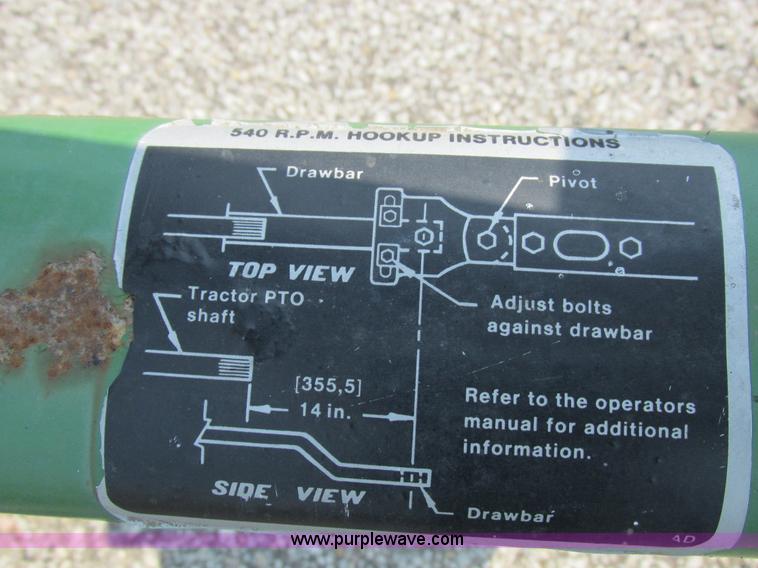 540 R.P.M. HOOKUP INSTRUCTIONS
Drawbar
Pivot
TOP VIEW
Tractor PTO
shaft
Adjust bolts
against drawbar
[355,5]
14 in.
Refer to the operators
manual for additional
information.
SIDE VIEW
Drawbar
AD
www.purplewave.com